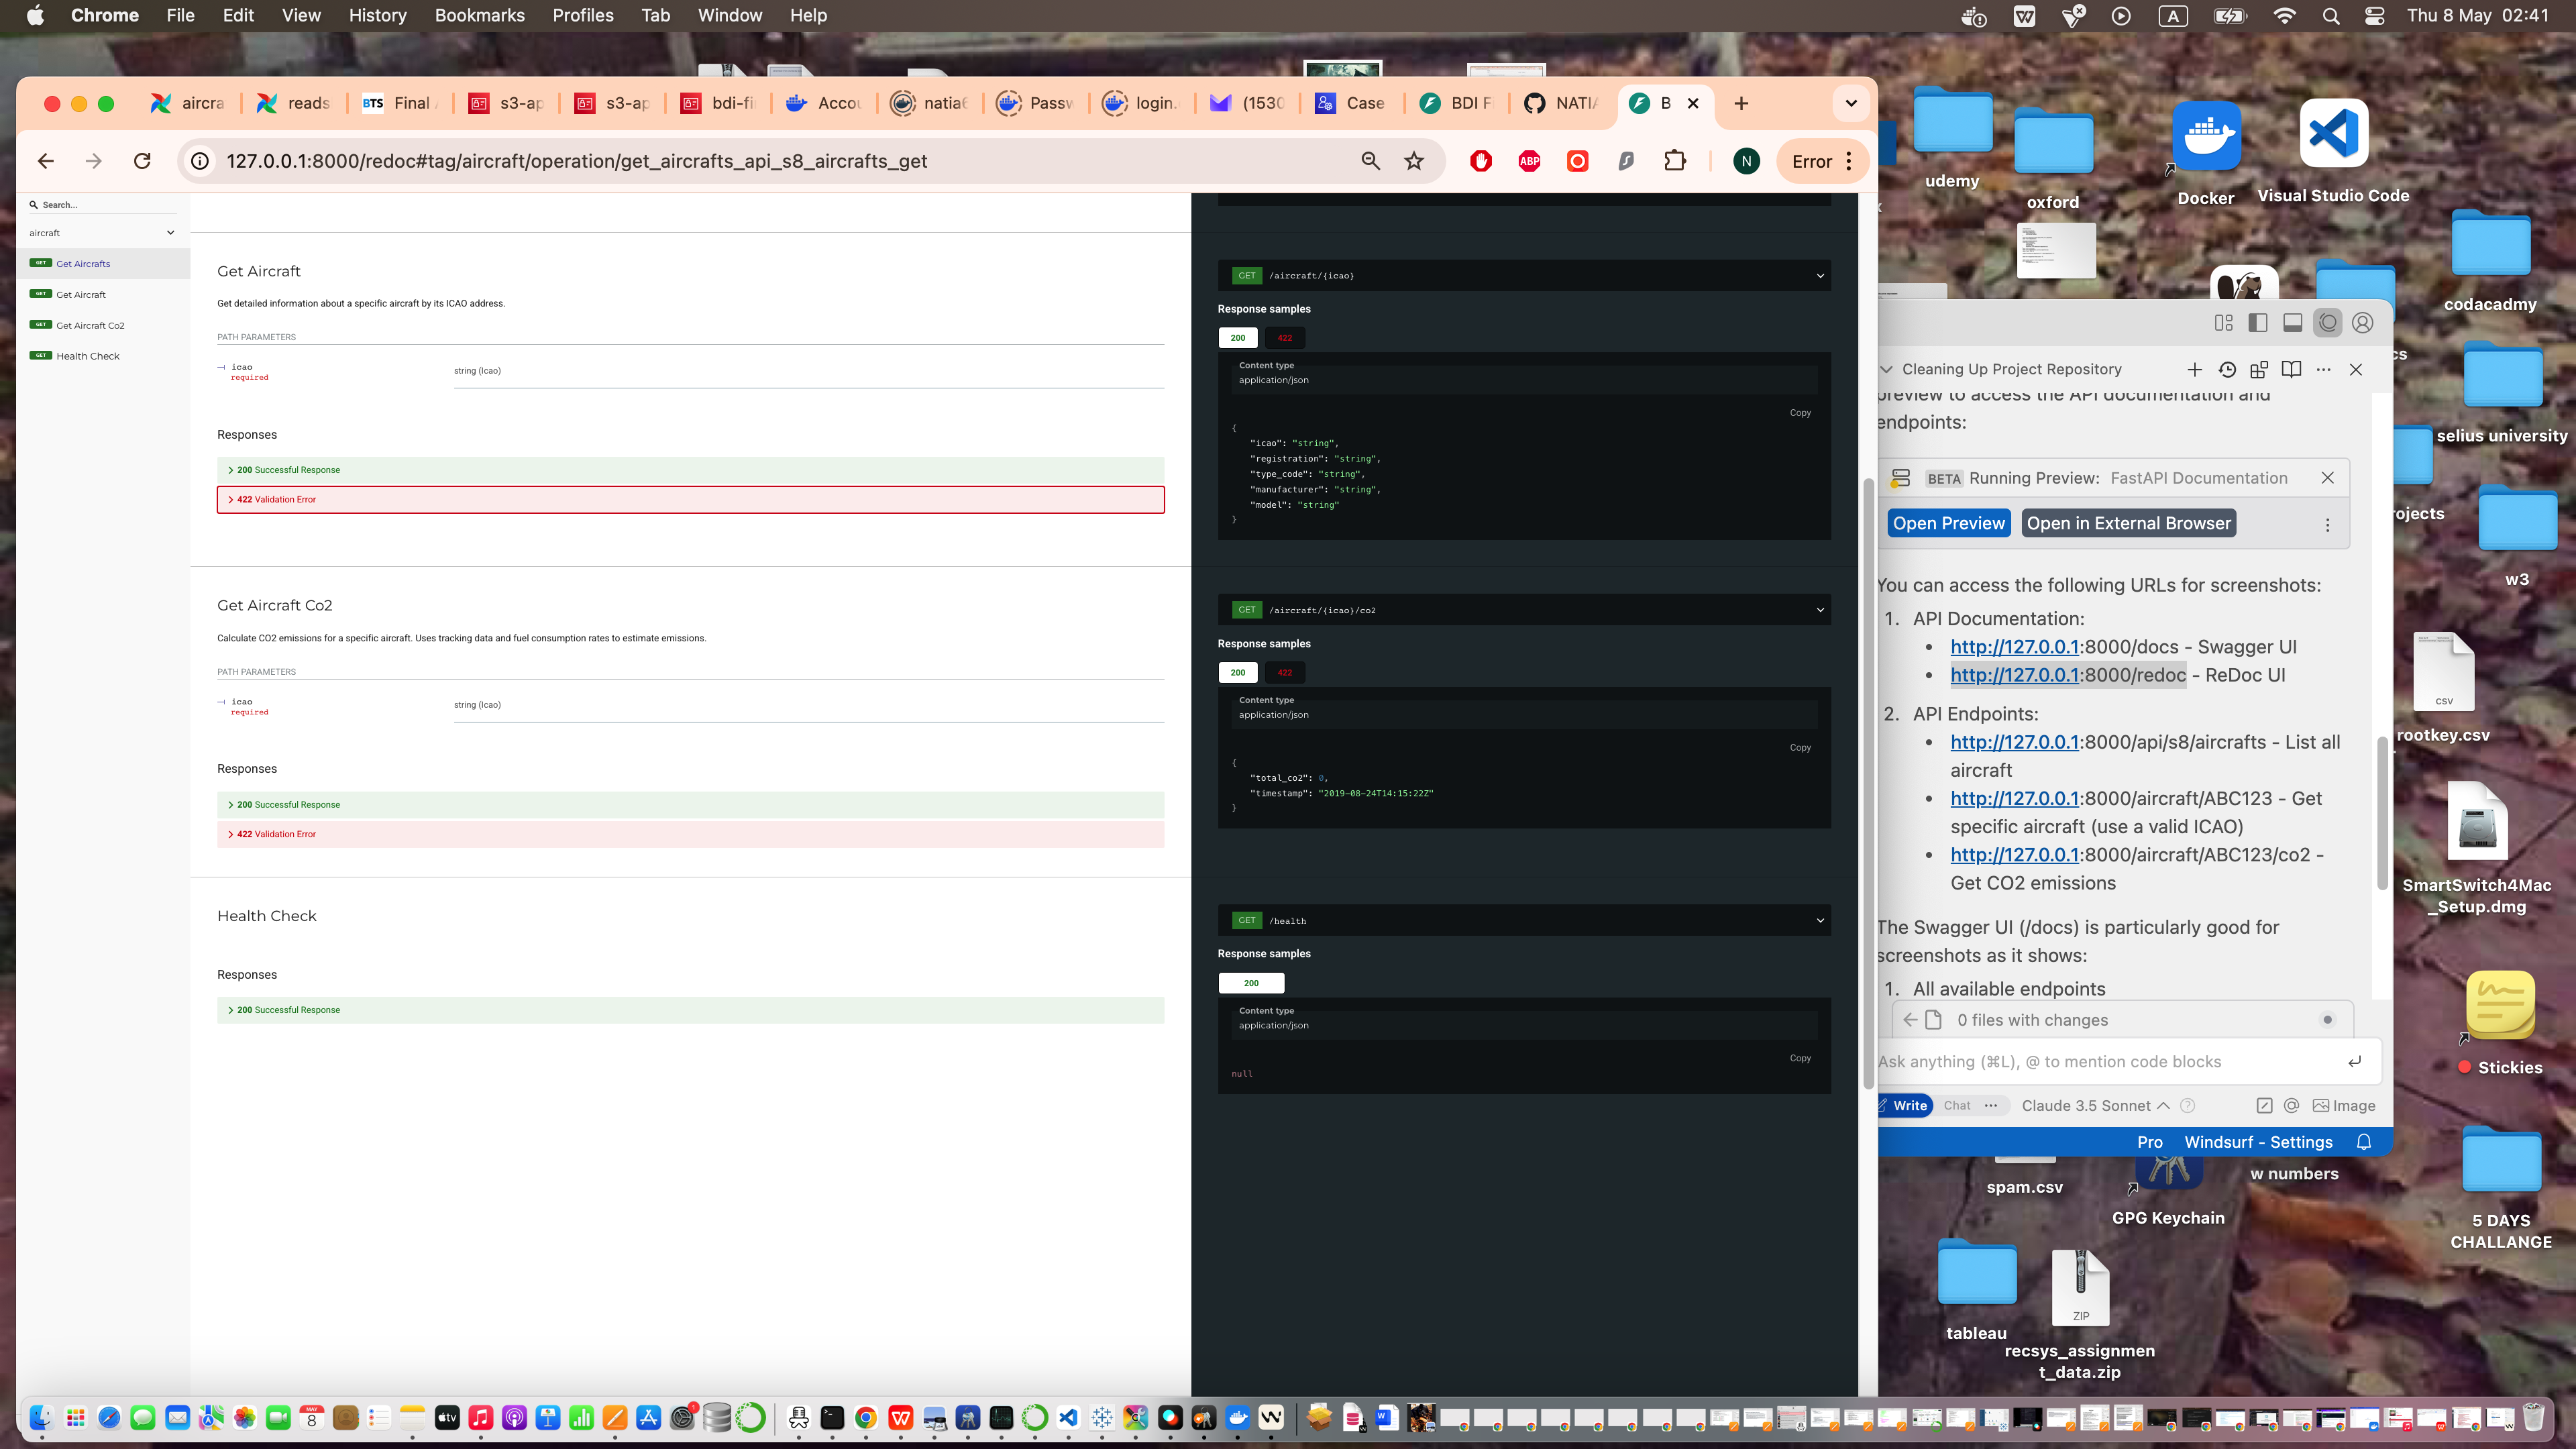 Chrome File Edit View History Bookmarks Profiles Tab Window Help
A
Thu 8 May 02:41
aircra
reads
BTS Final
s3-ap
s3-ap
bdi-fi
Accou
natia6
Passw
login.
(1530
Case
BDI F
NATIA
B
127.0.0.1:8000/redoc#tag/aircraft/operation/get_aircrafts_api_s8_aircrafts_get
ABP
N
Error
Search...
aircraft
GET Get Aircrafts
GET Get Aircraft
GET Get Aircraft Co2
GET Health Check
Get Aircraft
Get detailed information about a specific aircraft by its ICAO address.
PATH PARAMETERS
icao
required
string (Icao)
Responses
200 Successful Response
422 Validation Error
GET /aircraft/{icao}
Response samples
200 422
Content type
application/json
Copy
{
"icao": "string",
"registration": "string",
"type_code": "string",
"manufacturer": "string",
"model": "string"
}
Get Aircraft Co2
Calculate CO2 emissions for a specific aircraft. Uses tracking data and fuel consumption rates to estimate emissions.
PATH PARAMETERS
icao
required
string (Icao)
Responses
200 Successful Response
422 Validation Error
GET /aircraft/{icao}/co2
Response samples
200 422
Content type
application/json
Copy
{
"total_co2": 0,
"timestamp": "2019-08-24T14:15:22Z"
}
Health Check
Responses
200 Successful Response
GET /health
Response samples
200
Content type
application/json
Copy
null
Cleaning Up Project Repository
preview to access the API documentation and
endpoints:
BETA Running Preview: FastAPI Documentation
Open Preview Open in External Browser
You can access the following URLs for screenshots:
1. API Documentation:
• http://127.0.0.1:8000/docs - Swagger UI
• http://127.0.0.1:8000/redoc - ReDoc UI
2. API Endpoints:
• http://127.0.0.1:8000/api/s8/aircrafts - List all
aircraft
• http://127.0.0.1:8000/aircraft/ABC123 - Get
specific aircraft (use a valid ICAO)
• http://127.0.0.1:8000/aircraft/ABC123/co2 -
Get CO2 emissions
The Swagger UI (/docs) is particularly good for
screenshots as it shows:
1. All available endpoints
0 files with changes
Ask anything (⌘L), @ to mention code blocks
Write Chat ··· Claude 3.5 Sonnet
Image
Pro Windsurf - Settings
udemy
oxford
Docker
Visual Studio Code
codacadmy
cs
selius university
rojects
w3
csv
rootkey.csv
SmartSwitch4Mac
_Setup.dmg
Stickies
w numbers
spam.csv
GPG Keychain
5 DAYS
CHALLANGE
tableau
ZIP
recsys_assignmen
t_data.zip
MAY
8
tv